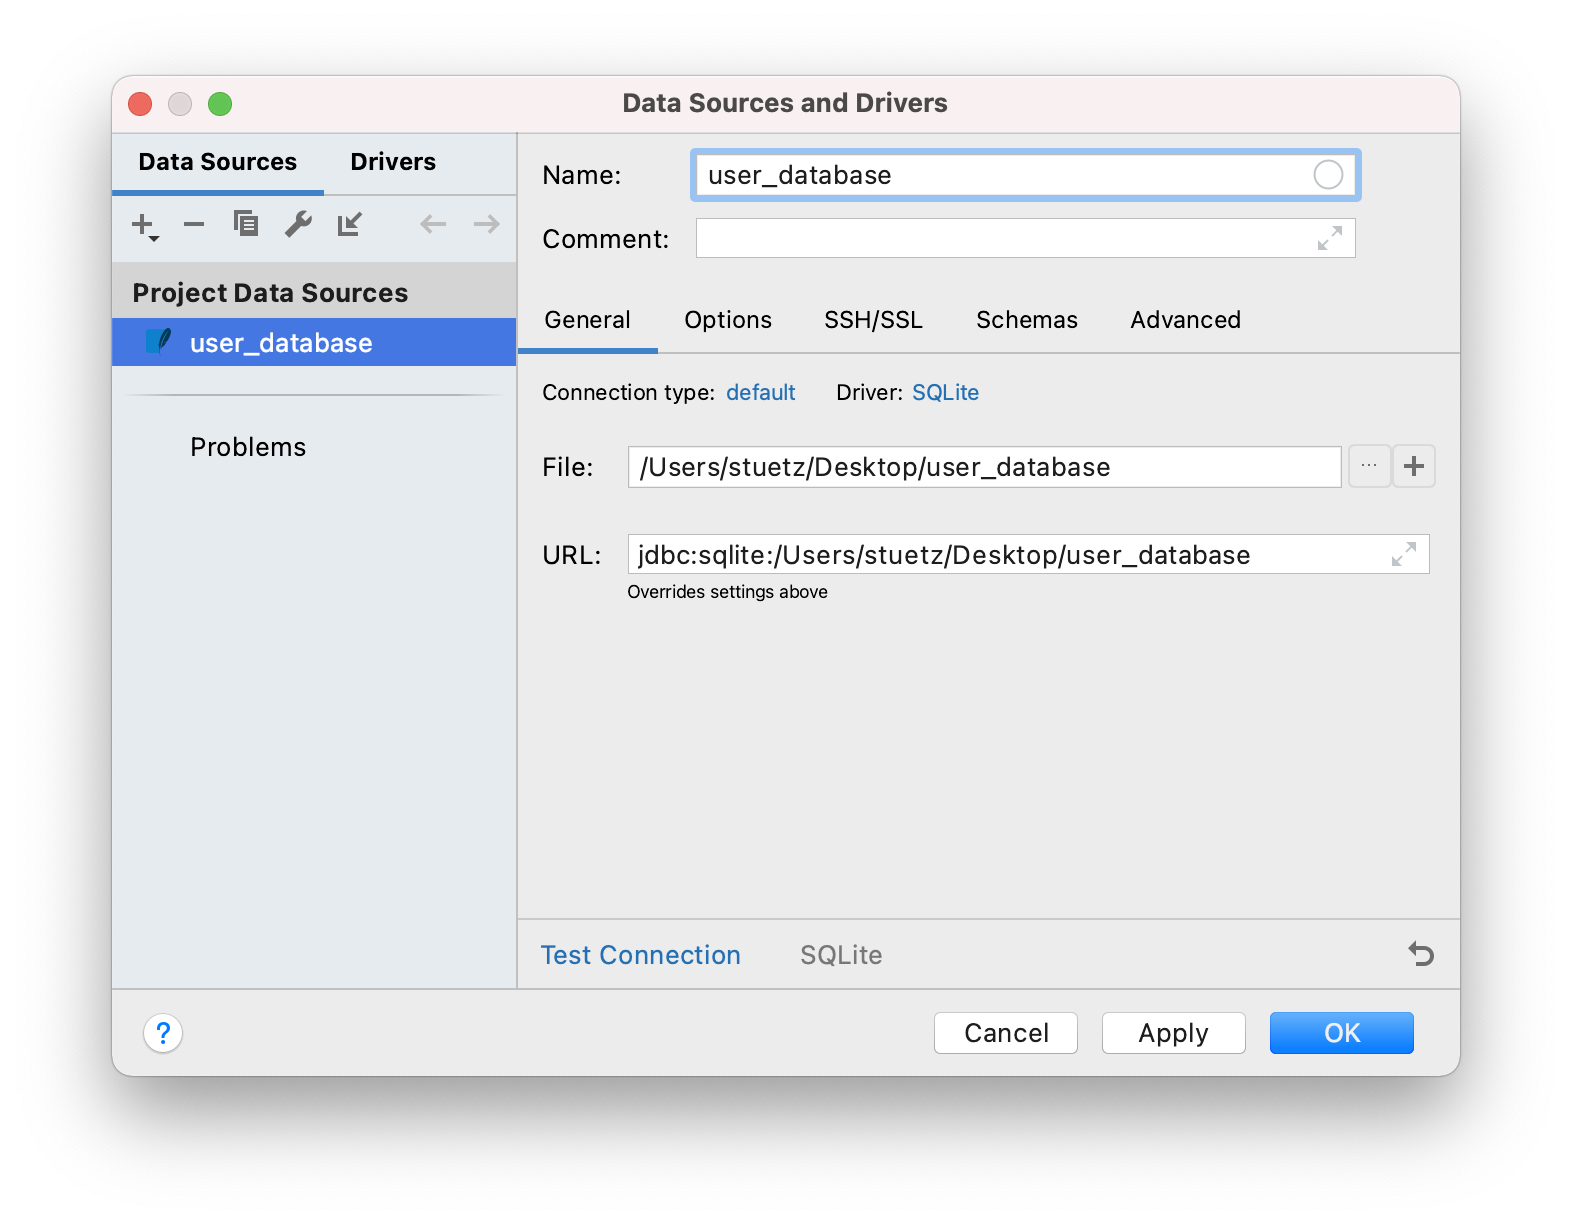 Data Sources and Drivers
Data Sources Drivers
Project Data Sources
user_database
Problems
Name: user_database
Comment:
General Options SSH/SSL Schemas Advanced
Connection type: default Driver: SQLite
File: /Users/stuetz/Desktop/user_database ... +
URL: jdbc:sqlite:/Users/stuetz/Desktop/user_database
Overrides settings above
Test Connection SQLite
? Cancel Apply OK